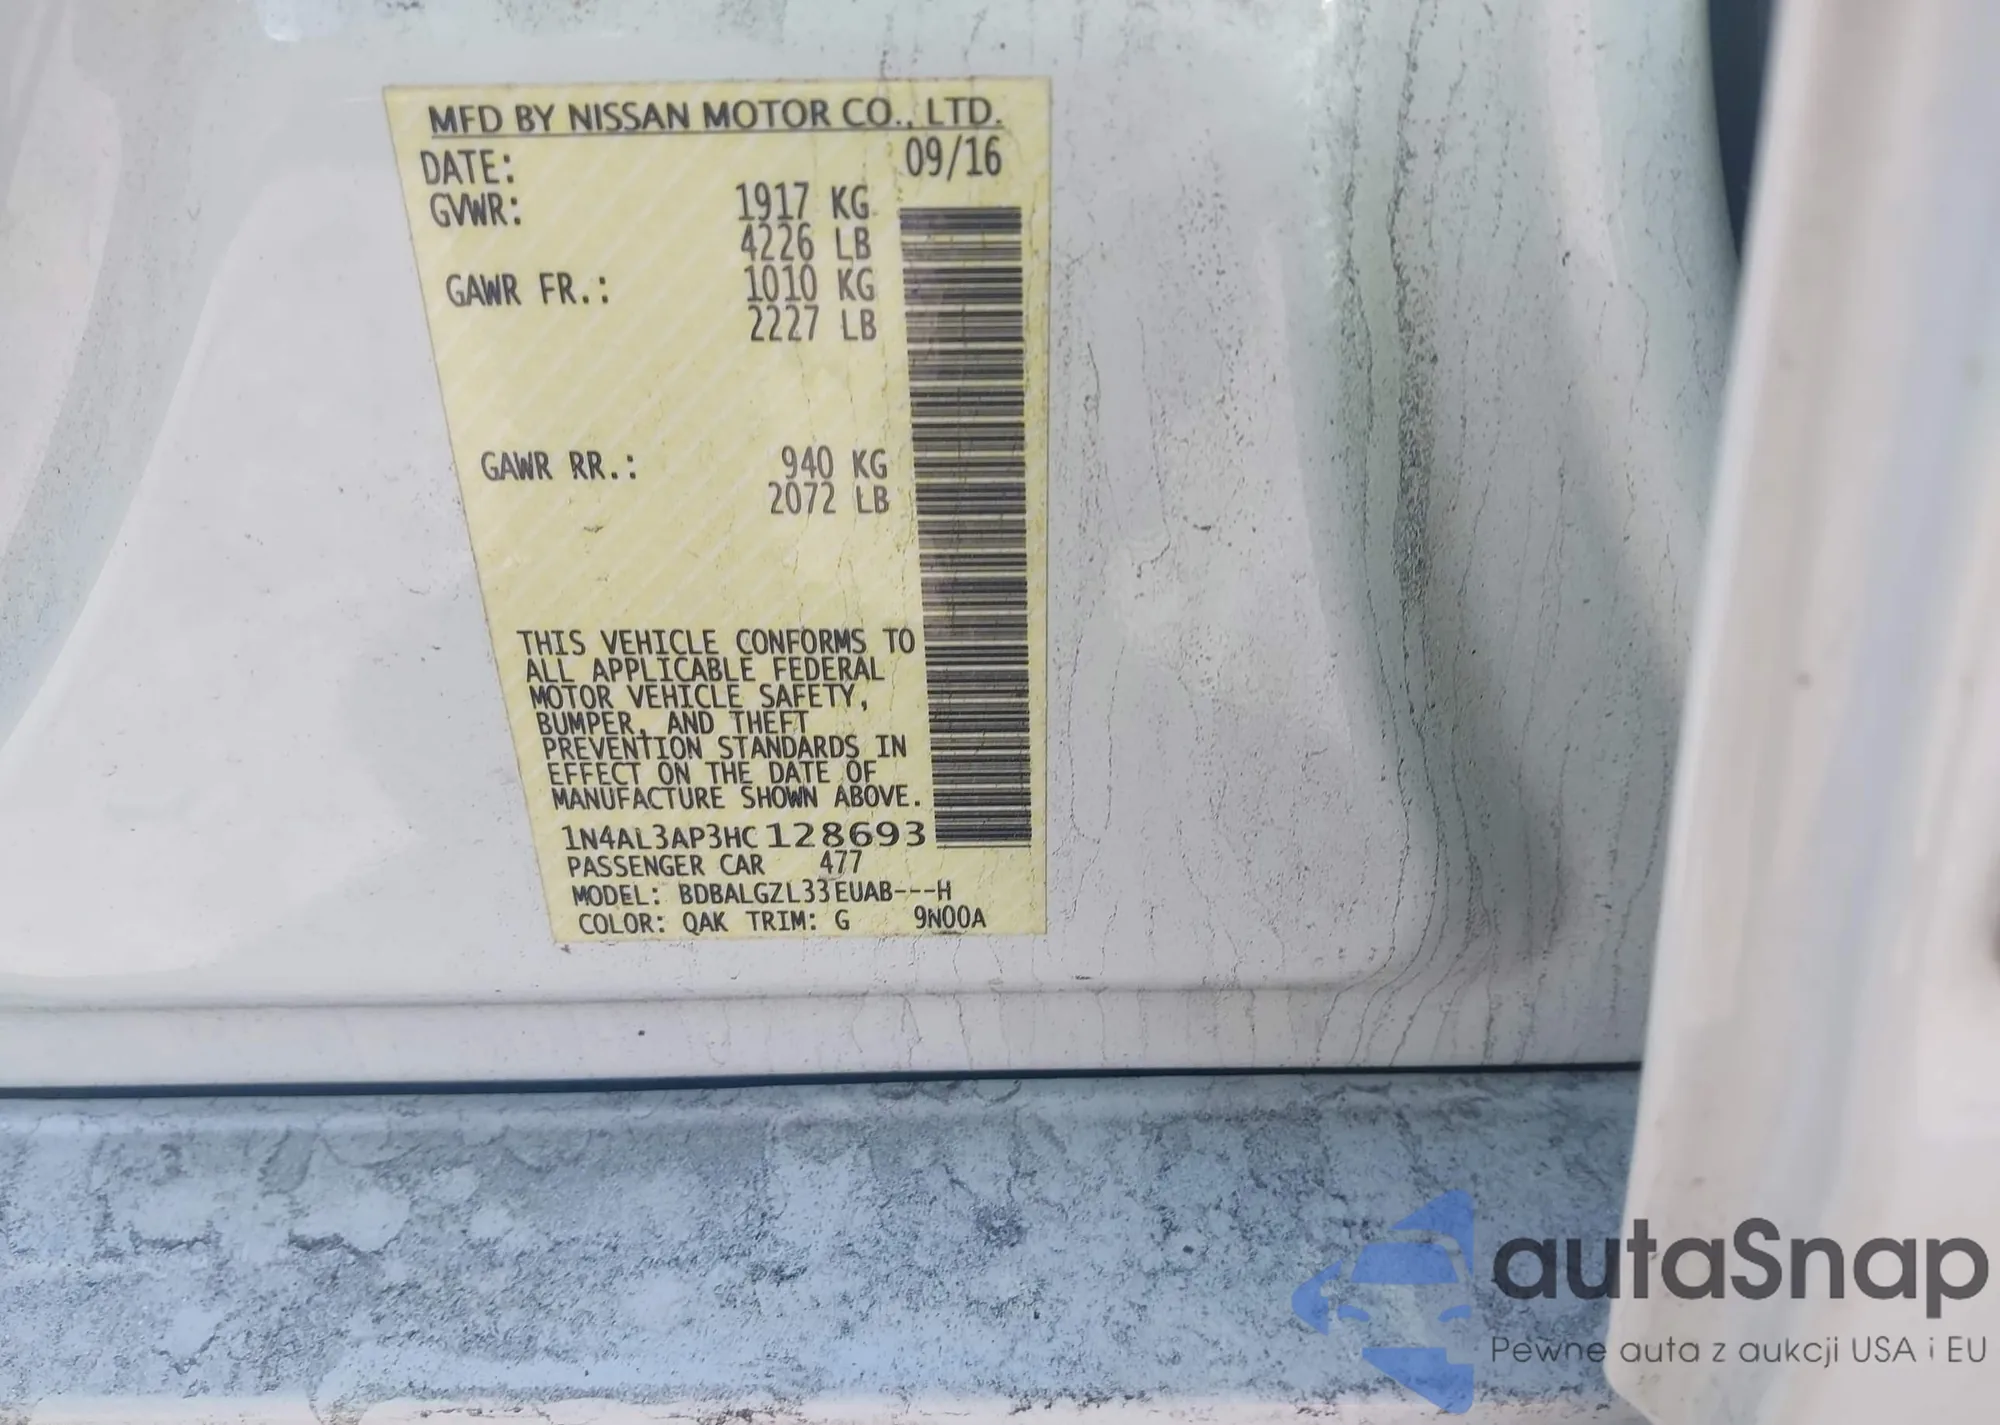 MFD BY NISSAN MOTOR CO., LTD.
DATE: 09/16
GVWR: 1917 KG
4226 LB
GAWR FR.: 1010 KG
2227 LB
GAWR RR.: 940 KG
2072 LB
THIS VEHICLE CONFORMS TO
ALL APPLICABLE FEDERAL
MOTOR VEHICLE SAFETY,
BUMPER, AND THEFT
PREVENTION STANDARDS IN
EFFECT ON THE DATE OF
MANUFACTURE SHOWN ABOVE.
1N4AL3AP3HC128693
PASSENGER CAR 477
MODEL: BDBALGZL33EUAB---H
COLOR: QAK TRIM: G 9N00A
autaSnap
Pewne auta z aukcji USA i EU